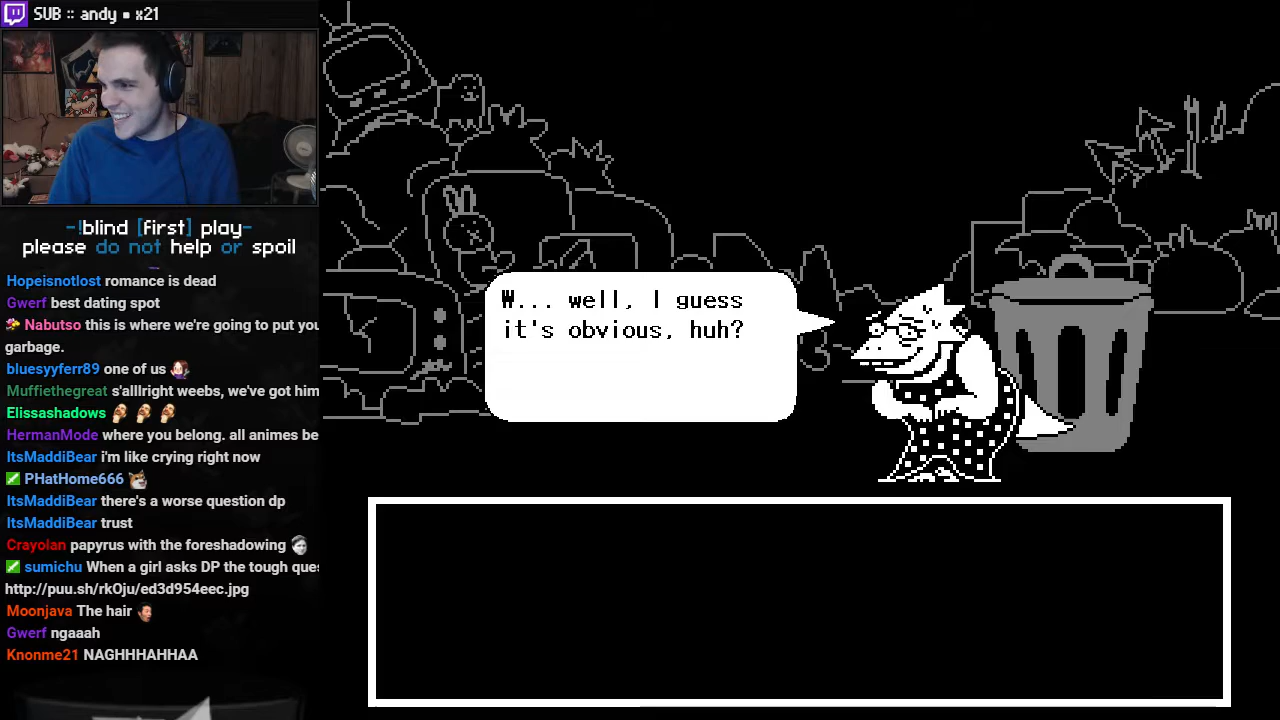 SUB :: andy ▪ x21
-!blind [first] play-
please do not help or spoil
Hopeisnotlost romance is dead
Gwerf best dating spot
Nabutso this is where we're going to put you
garbage.
bluesyyferr89 one of us
Muffiethegreat s'alllright weebs, we've got him
Elissashadows
HermanMode where you belong. all animes be
ItsMaddiBear i'm like crying right now
PHatHome666
ItsMaddiBear there's a worse question dp
ItsMaddiBear trust
Crayolan papyrus with the foreshadowing
sumichu When a girl asks DP the tough ques
http://puu.sh/rkOju/ed3d954eec.jpg
Moonjava The hair
Gwerf ngaaah
Knonme21 NAGHHHAHHAA
W... well, I guess
it's obvious, huh?